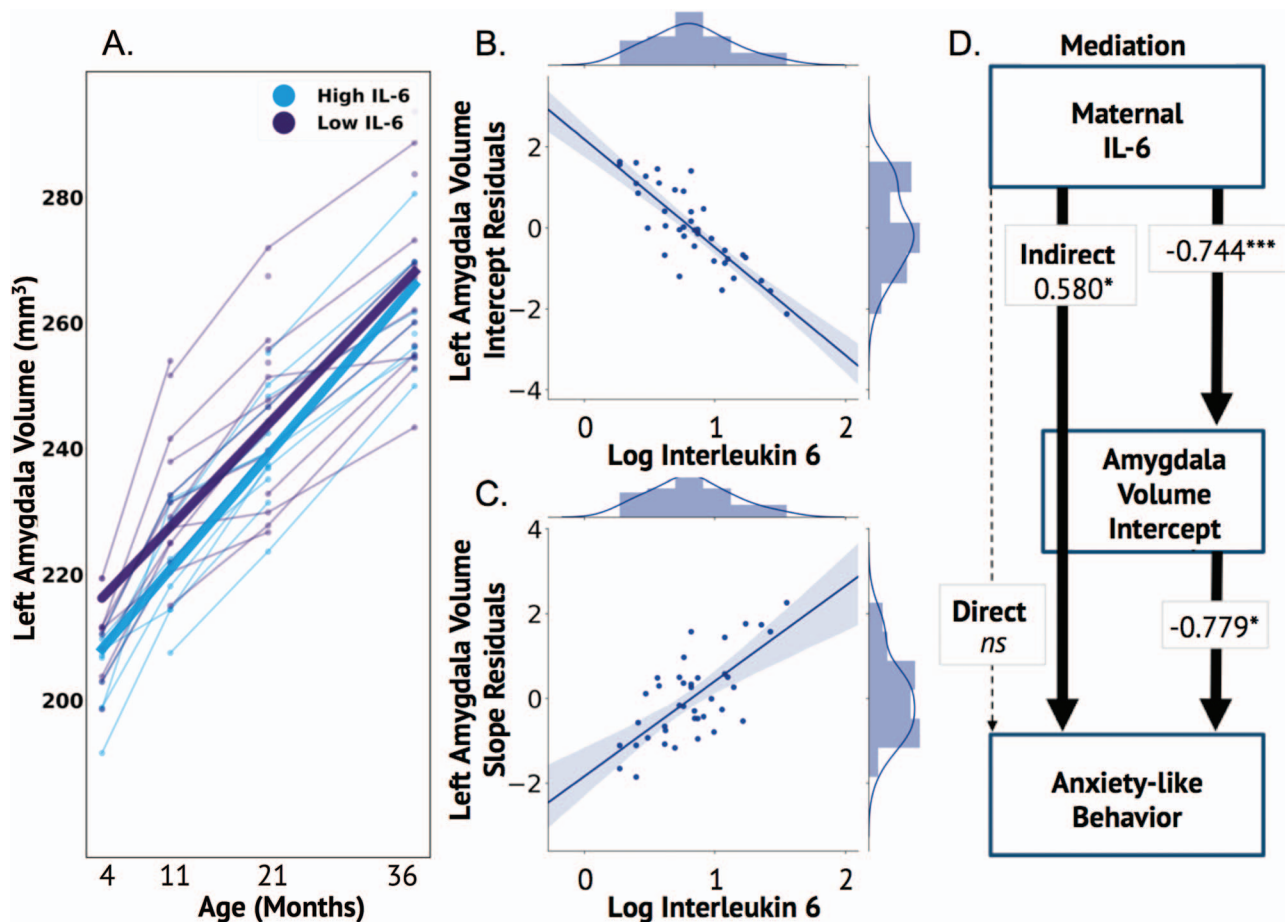 A.
High IL-6
Low IL-6
Left Amygdala Volume (mm³)
280
260
240
220
200
4 11 21 36
Age (Months)
B.
Left Amygdala Volume
Intercept Residuals
2
0
−2
−4
0 1 2
Log Interleukin 6
C.
Left Amygdala Volume
Slope Residuals
4
2
0
−2
0 1 2
Log Interleukin 6
D.
Mediation
Maternal
IL-6
Indirect
0.580*
-0.744***
Amygdala
Volume
Intercept
Direct
ns
-0.779*
Anxiety-like
Behavior